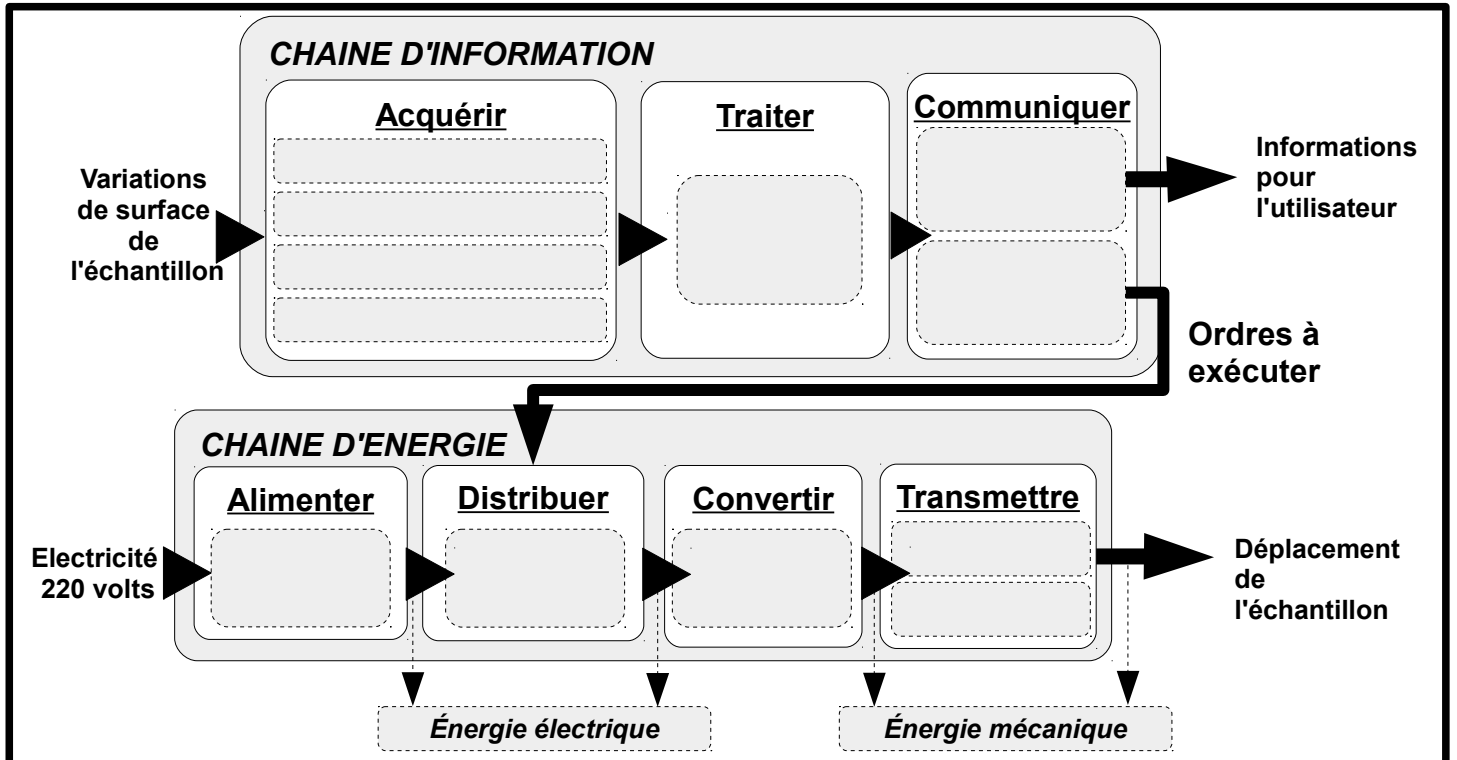 CHAINE D'INFORMATION
Acquérir
Traiter
Communiquer
Variations
de surface
de
l'échantillon
Informations
pour
l'utilisateur
Ordres à
exécuter
CHAINE D'ENERGIE
Alimenter
Distribuer
Convertir
Transmettre
Electricité
220 volts
Déplacement
de
l'échantillon
Énergie électrique
Énergie mécanique